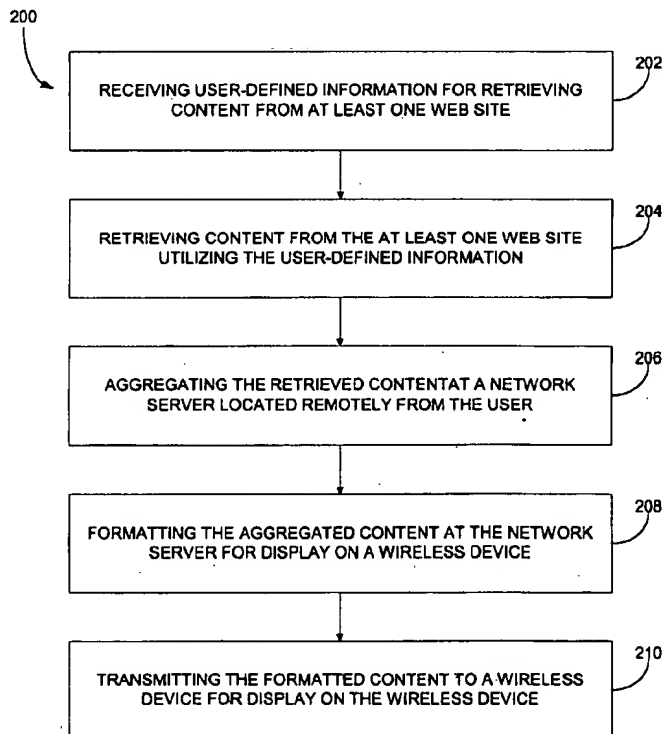 200
202
RECEIVING USER-DEFINED INFORMATION FOR RETRIEVING
CONTENT FROM AT LEAST ONE WEB SITE
204
RETRIEVING CONTENT FROM THE AT LEAST ONE WEB SITE
UTILIZING THE USER-DEFINED INFORMATION
206
AGGREGATING THE RETRIEVED CONTENTAT A NETWORK
SERVER LOCATED REMOTELY FROM THE USER
208
FORMATTING THE AGGREGATED CONTENT AT THE NETWORK
SERVER FOR DISPLAY ON A WIRELESS DEVICE
210
TRANSMITTING THE FORMATTED CONTENT TO A WIRELESS
DEVICE FOR DISPLAY ON THE WIRELESS DEVICE